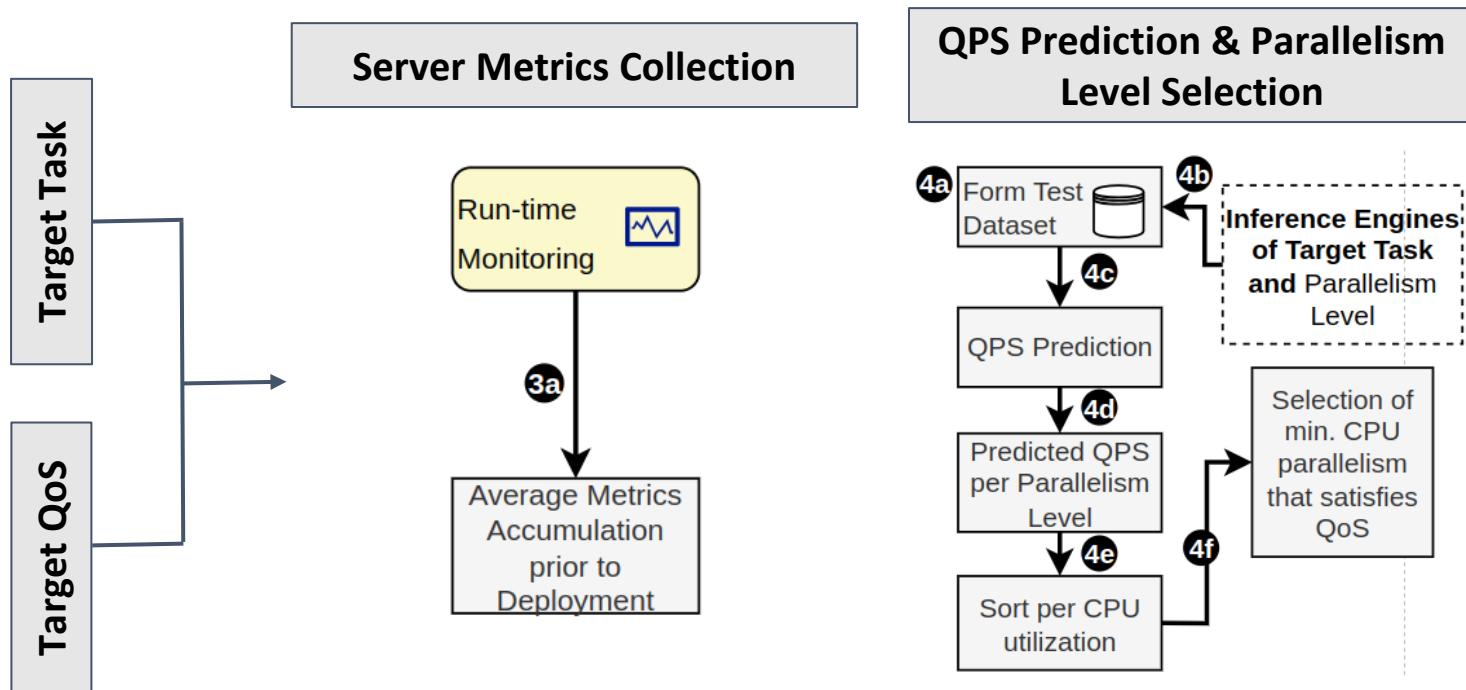 Target Task
Target QoS
Server Metrics Collection
Run-time
Monitoring
3a
Average Metrics
Accumulation
prior to
Deployment
QPS Prediction & Parallelism
Level Selection
4a
Form Test
Dataset
4b
Inference Engines
of Target Task
and Parallelism
Level
4c
QPS Prediction
4d
Predicted QPS
per Parallelism
Level
4e
Sort per CPU
utilization
4f
Selection of
min. CPU
parallelism
that satisfies
QoS